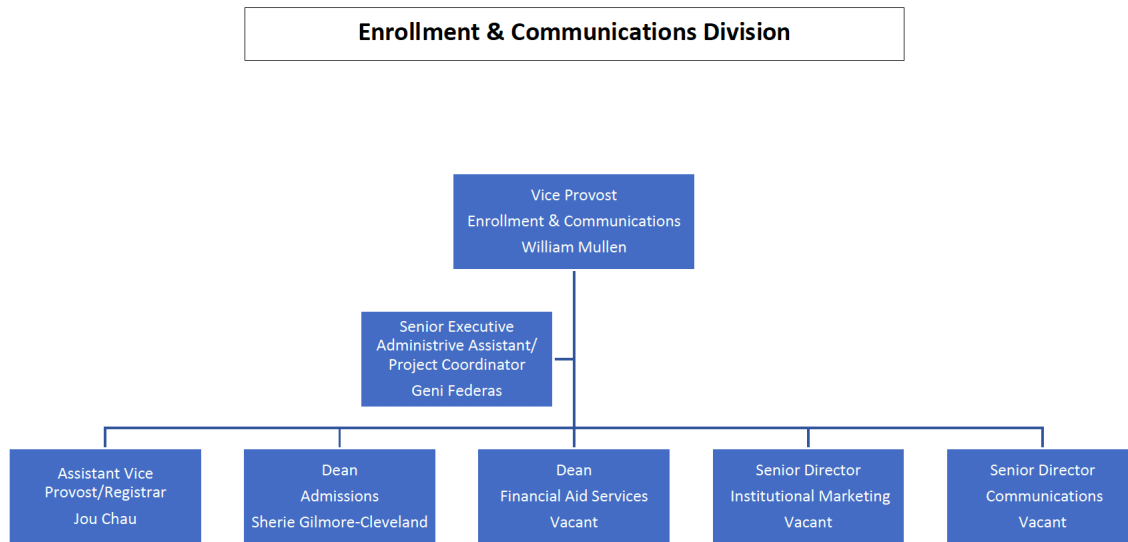 Enrollment & Communications Division
Vice Provost
Enrollment & Communications
William Mullen
Senior Executive
Administrive Assistant/
Project Coordinator
Geni Federas
Assistant Vice
Provost/Registrar
Jou Chau
Dean
Admissions
Sherie Gilmore-Cleveland
Dean
Financial Aid Services
Vacant
Senior Director
Institutional Marketing
Vacant
Senior Director
Communications
Vacant